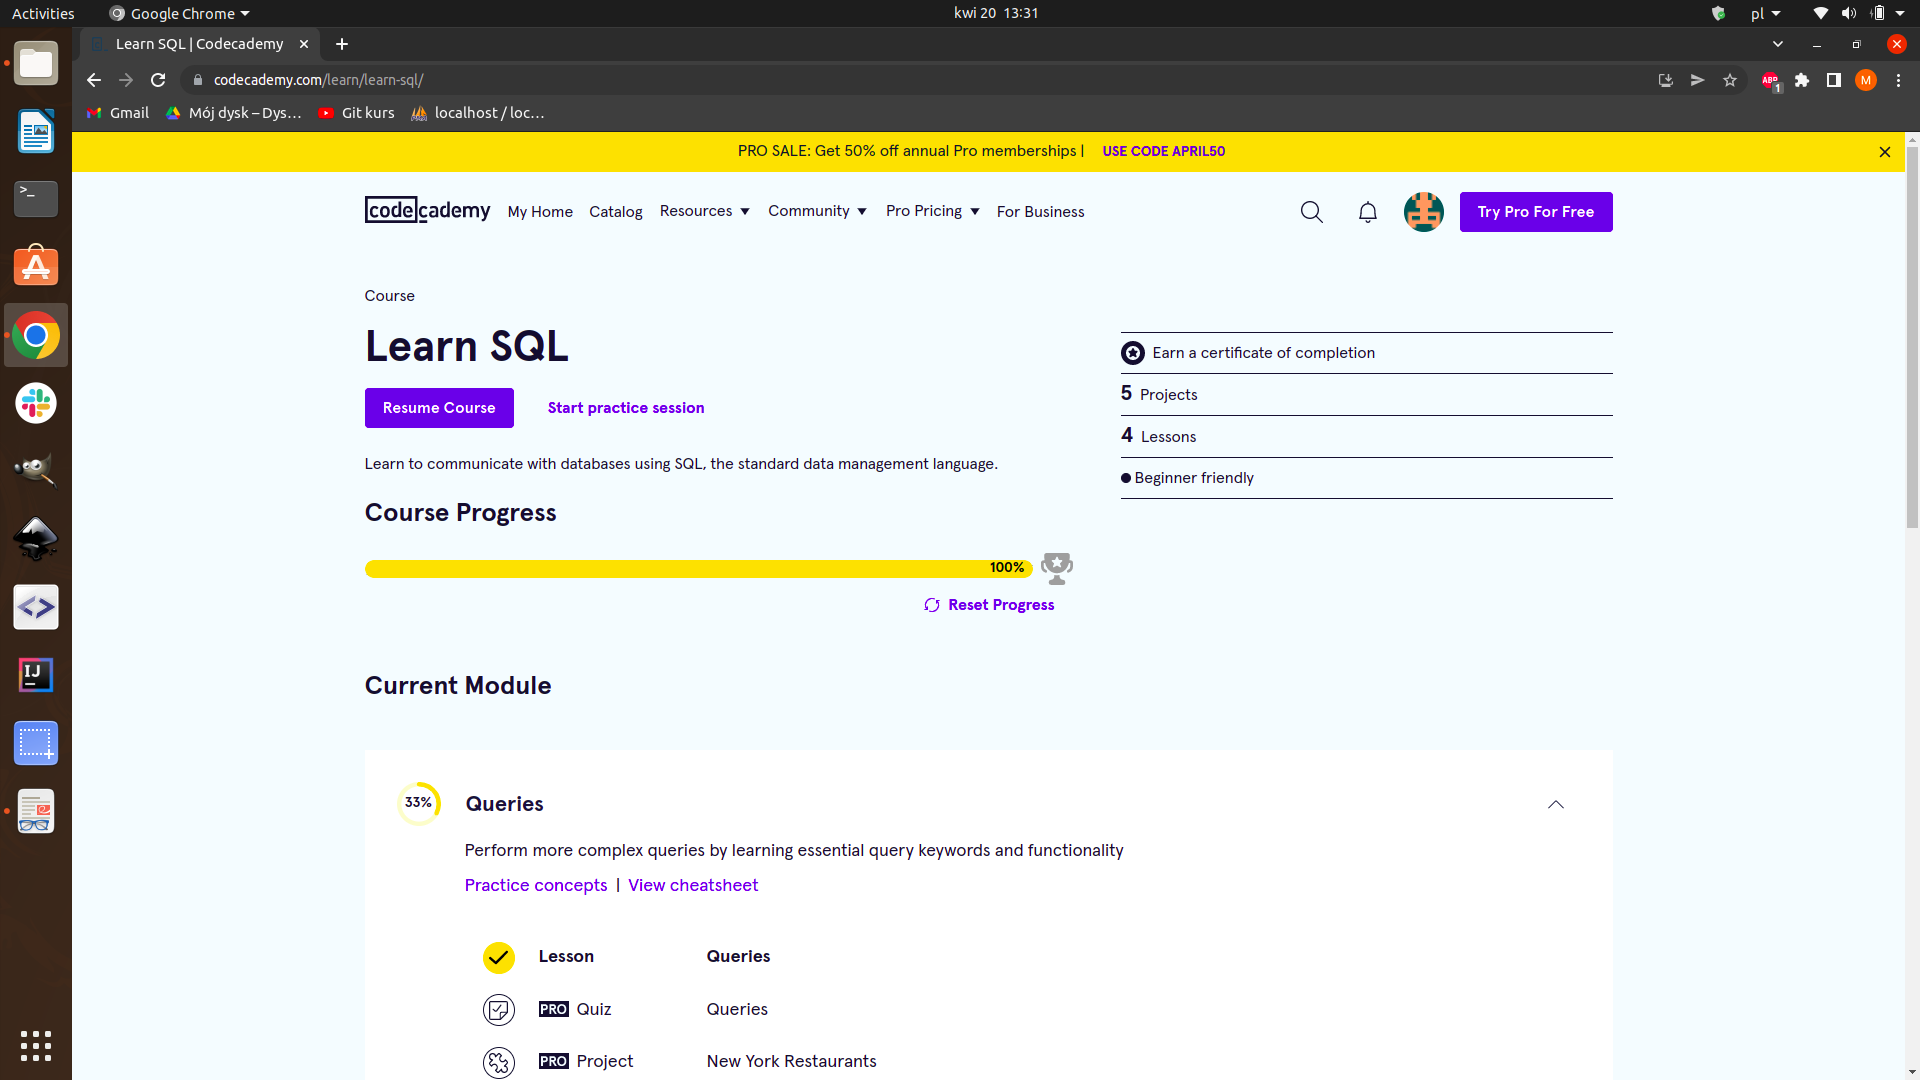 Activities
Google Chrome
kwi 20 13:31
pl
Learn SQL | Codecademy
codecademy.com/learn/learn-sql/
ABP
1
M
Gmail
Mój dysk – Dys…
Git kurs
localhost / loc…
PRO SALE: Get 50% off annual Pro memberships |
USE CODE APRIL50
codecademy
My Home
Catalog
Resources
Community
Pro Pricing
For Business
Try Pro For Free
Course
Learn SQL
Resume Course
Start practice session
Learn to communicate with databases using SQL, the standard data management language.
Earn a certificate of completion
5 Projects
4 Lessons
Beginner friendly
Course Progress
100%
Reset Progress
Current Module
33%
Queries
Perform more complex queries by learning essential query keywords and functionality
Practice concepts | View cheatsheet
Lesson Queries
PRO Quiz Queries
PRO Project New York Restaurants
>_
IJ